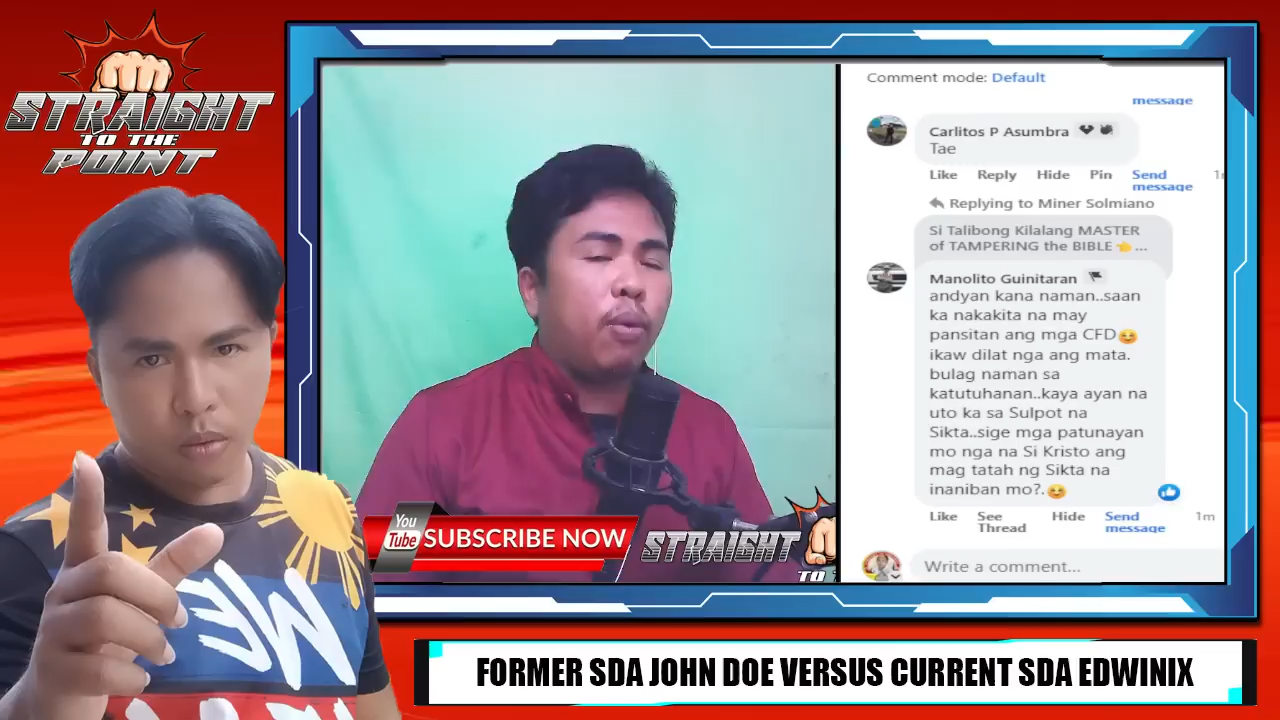 STRAIGHT
TO THE
POINT
Comment mode: Default
message
Carlitos P Asumbra
Tae
Like Reply Hide Pin Send message
Replying to Miner Solmiano
Si Talibong Kilalang MASTER
of TAMPERING the BIBLE 👈...
Manolito Guinitaran
andyan kana naman..saan
ka nakakita na may
pansitan ang mga CFD☺️
ikaw dilat nga ang mata.
bulag naman sa
katutuhanan..kaya ayan na
uto ka sa Sulpot na
Sikta..sige mga patunayan
mo nga na Si Kristo ang
mag tatah ng Sikta na
inaniban mo?.☺️
Like See Thread Hide Send message 1m
Write a comment...
You
Tube
SUBSCRIBE NOW
STRAIGHT
TO
FORMER SDA JOHN DOE VERSUS CURRENT SDA EDWINIX